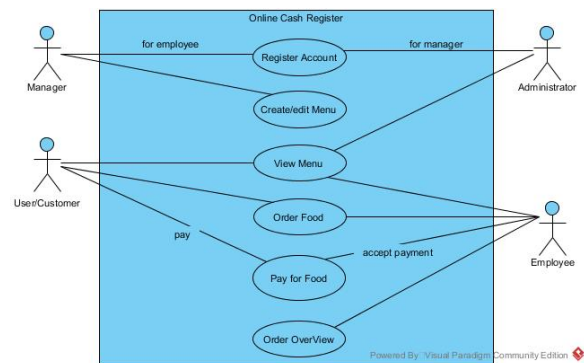 Online Cash Register
for employee
Register Account
for manager
Manager
Administrator
Create/edit Menu
View Menu
User/Customer
Order Food
pay
accept payment
Employee
Pay for Food
Order OverView
Powered By Visual Paradigm Community Edition